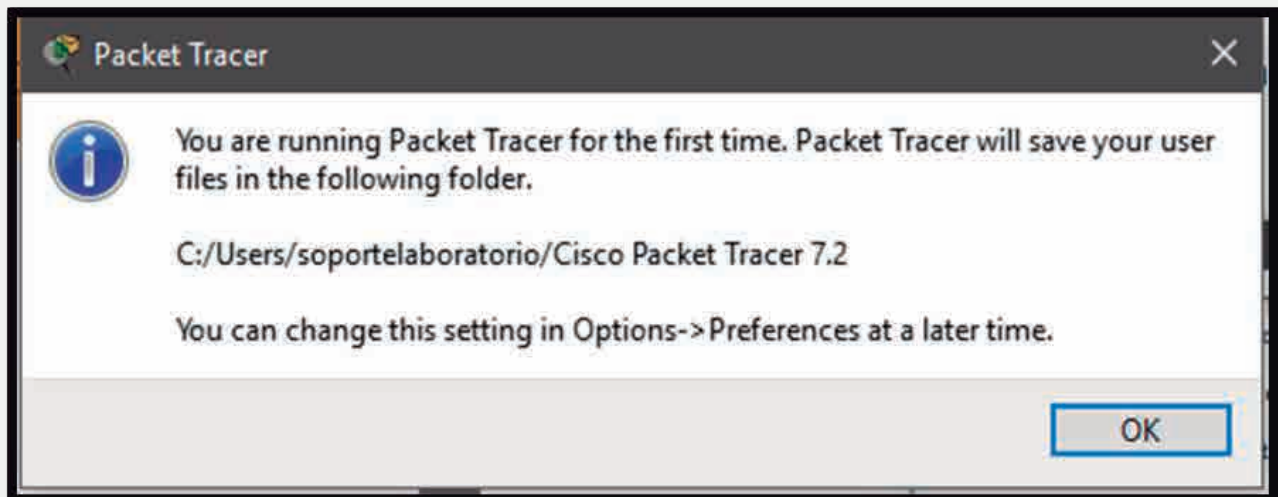 Packet Tracer
You are running Packet Tracer for the first time. Packet Tracer will save your user
files in the following folder.
C:/Users/soportelaboratorio/Cisco Packet Tracer 7.2
You can change this setting in Options->Preferences at a later time.
OK